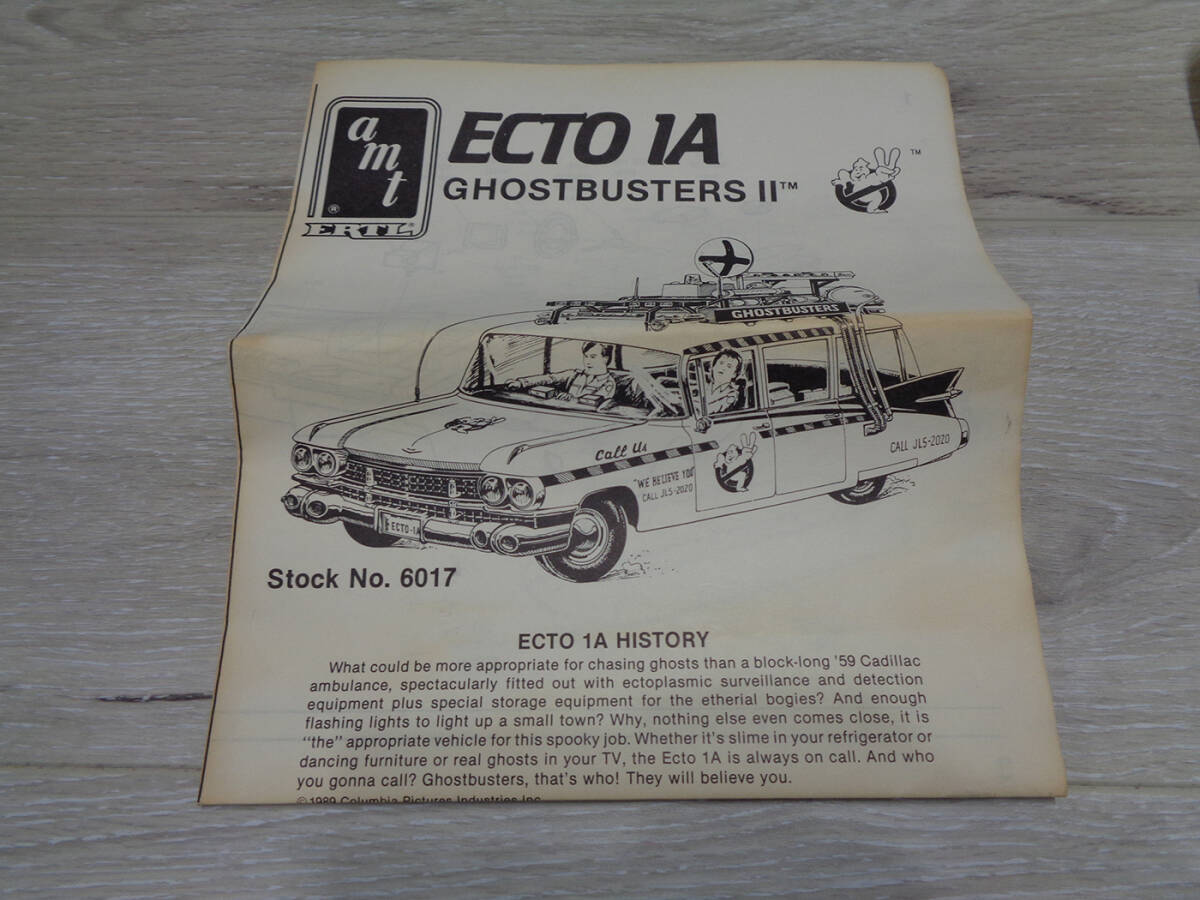 amt
®
ERTL®
ECTO 1A
GHOSTBUSTERS II™
™
GHOSTBUSTERS
Call Us
"WE BELIEVE YOU"
CALL JL5-2020
CALL JL5-2020
ECTO-1A
Stock No. 6017
ECTO 1A HISTORY
What could be more appropriate for chasing ghosts than a block-long '59 Cadillac
ambulance, spectacularly fitted out with ectoplasmic surveillance and detection
equipment plus special storage equipment for the etherial bogies? And enough
flashing lights to light up a small town? Why, nothing else even comes close, it is
"the" appropriate vehicle for this spooky job. Whether it's slime in your refrigerator or
dancing furniture or real ghosts in your TV, the Ecto 1A is always on call. And who
you gonna call? Ghostbusters, that's who! They will believe you.
© 1989 Columbia Pictures Industries Inc